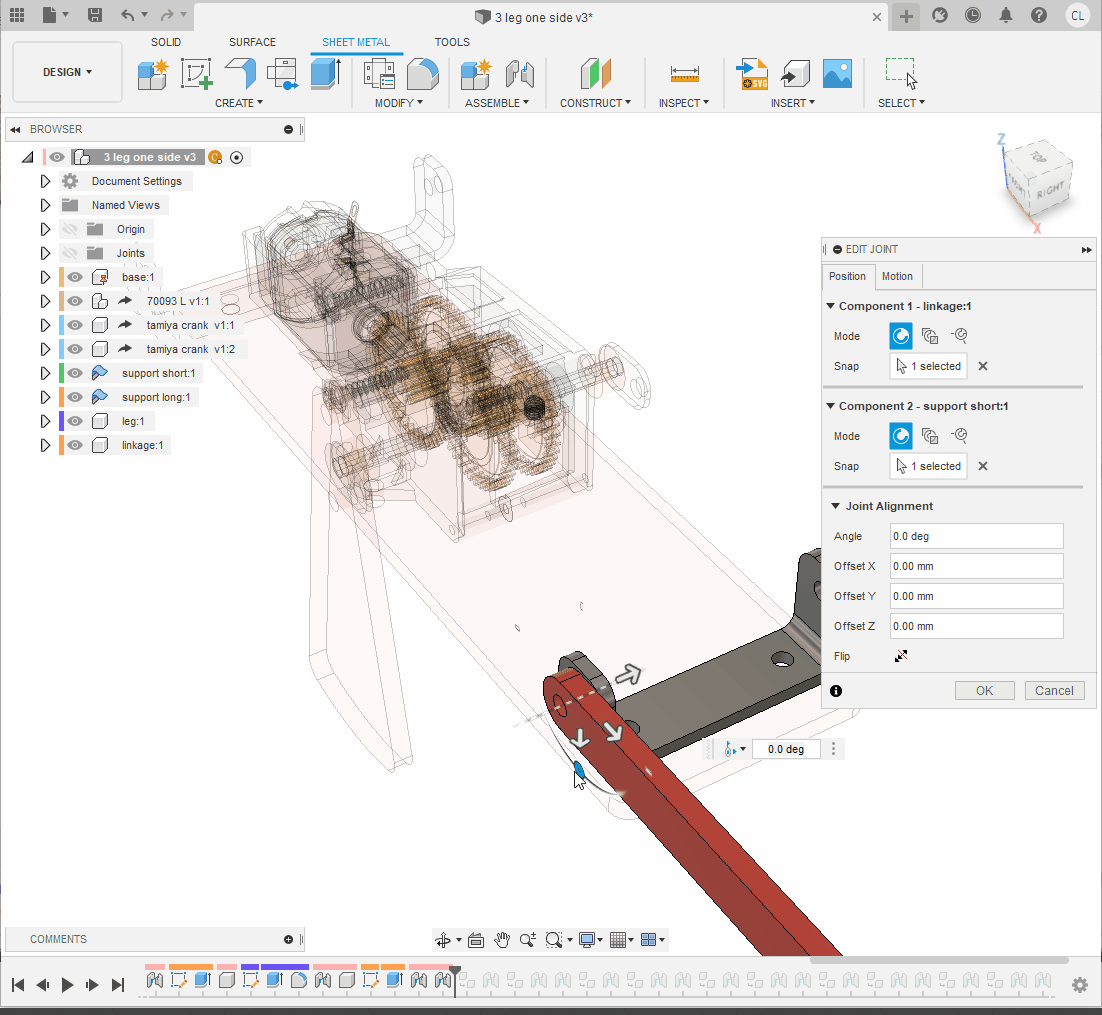 3 leg one side v3*
CL
DESIGN
SOLID
SURFACE
SHEET METAL
TOOLS
SVG
CREATE
MODIFY
ASSEMBLE
CONSTRUCT
INSPECT
INSERT
SELECT
BROWSER
3 leg one side v3
Document Settings
Named Views
Origin
Joints
base:1
70093 L v1:1
tamiya crank v1:1
tamiya crank v1:2
support short:1
support long:1
leg:1
linkage:1
Z
TOP
FRONT
RIGHT
X
EDIT JOINT
Position
Motion
Component 1 - linkage:1
Mode
Snap
1 selected
Component 2 - support short:1
Mode
Snap
1 selected
Joint Alignment
Angle
0.0 deg
Offset X
0.00 mm
Offset Y
0.00 mm
Offset Z
0.00 mm
Flip
OK
Cancel
0.0 deg
COMMENTS